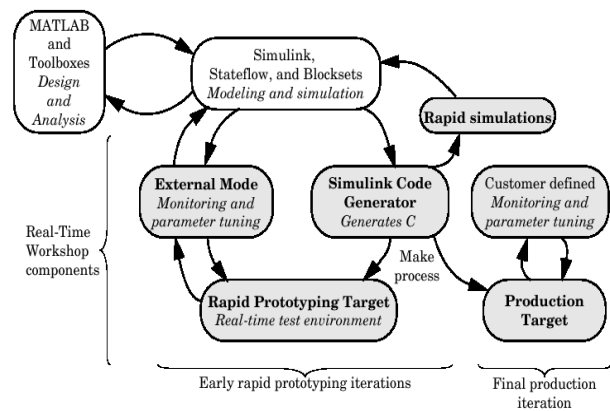 MATLAB
and
Toolboxes
Design
and
Analysis
Simulink,
Stateflow, and Blocksets
Modeling and simulation
Rapid simulations
External Mode
Monitoring and
parameter tuning
Simulink Code
Generator
Generates C
Customer defined
Monitoring and
parameter tuning
Real-Time
Workshop
components
Make
process
Rapid Prototyping Target
Real-time test environment
Production
Target
Early rapid prototyping iterations
Final production
iteration